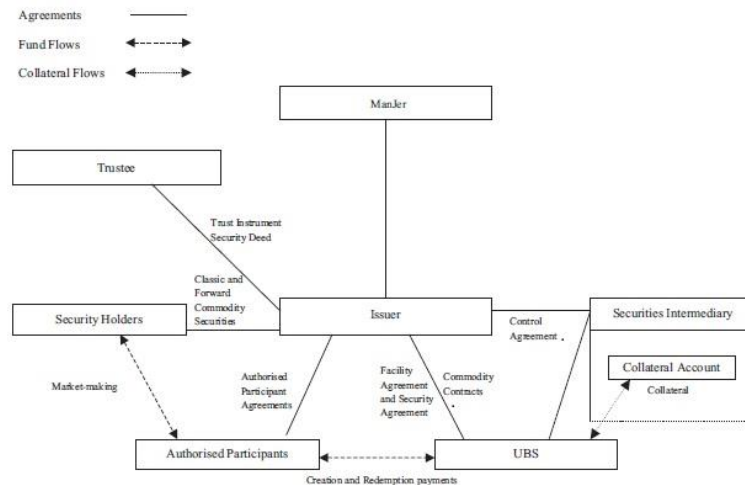 Agreements
Fund Flows
Collateral Flows
ManJer
Trustee
Trust Instrument
Security Deed
Classic and
Forward
Commodity
Securities
Security Holders
Issuer
Securities Intermediary
Control
Agreement
Collateral Account
Collateral
Market-making
Authorised
Participant
Agreements
Facility
Agreement
and Security
Agreement
Commodity
Contracts
Authorised Participants
UBS
Creation and Redemption payments